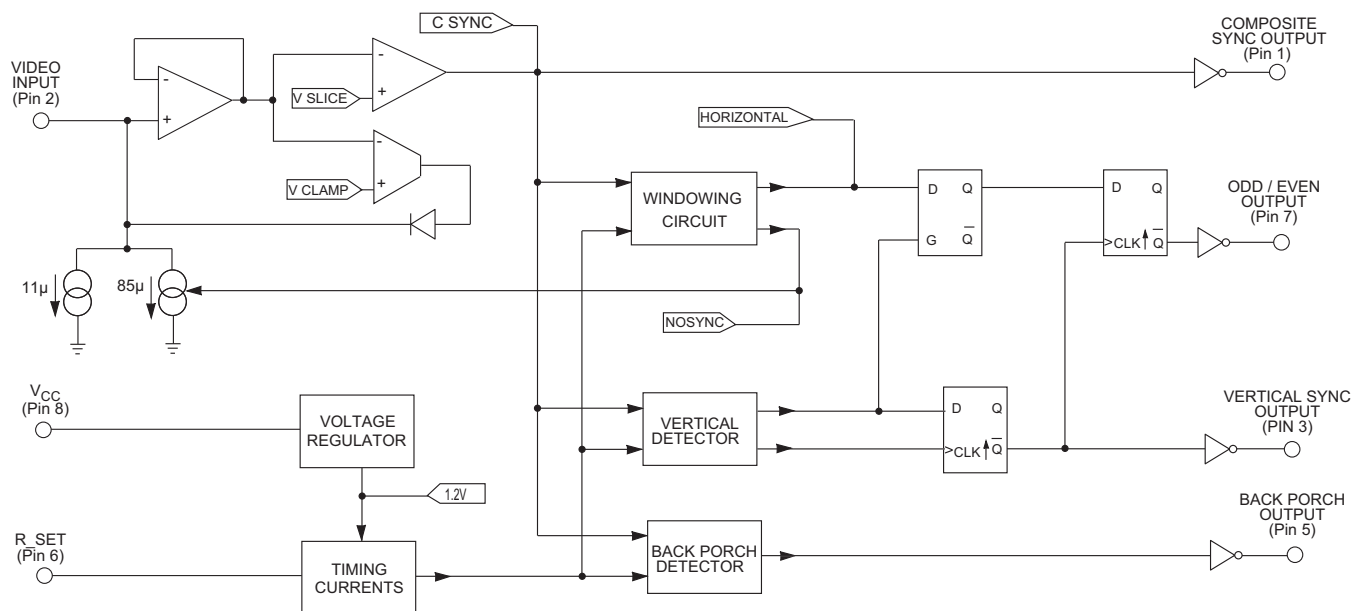 C SYNC
COMPOSITE
SYNC OUTPUT
(Pin 1)
VIDEO
INPUT
(Pin 2)
-
+
-
+
V SLICE
-
+
V CLAMP
HORIZONTAL
WINDOWING
CIRCUIT
D Q
G Q̅
D Q
>CLK Q̅
ODD / EVEN
OUTPUT
(Pin 7)
11µ
85µ
NOSYNC
VCC
(Pin 8)
VOLTAGE
REGULATOR
1.2V
VERTICAL
DETECTOR
D Q
>CLK Q̅
VERTICAL SYNC
OUTPUT
(PIN 3)
R_SET
(Pin 6)
TIMING
CURRENTS
BACK PORCH
DETECTOR
BACK PORCH
OUTPUT
(Pin 5)